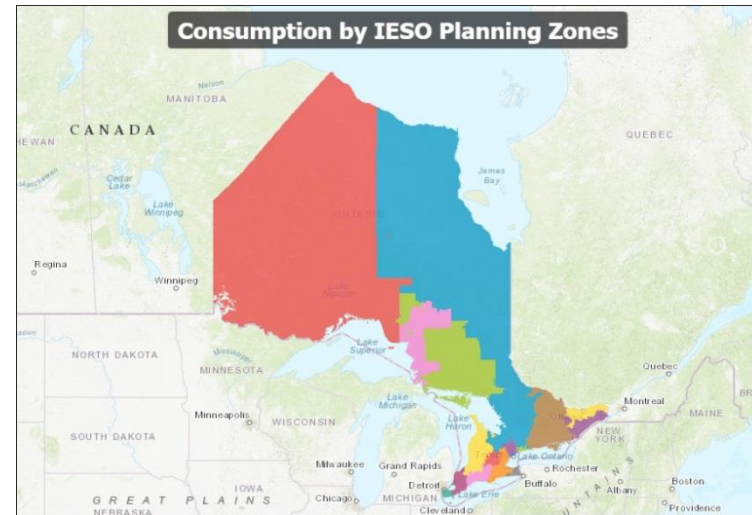 Consumption by IESO Planning Zones
Nelson
MANITOBA
CANADA
HEWAN
QUEBEC
Cedar
Lake
James
Bay
Lake
Winnipeg
ONTARIO
Regina
Winnipeg
Lake
Nipigon
Lake
Superior
NORTH DAKOTA
Mississippi
MINNESOTA
Quebec
Montreal
MAINE
Lake
Michigan
Lake
Huron
Minneapolis
WISCONSIN
NEW
YORK
SOUTH DAKOTA
Lake Ontario
Milwaukee
Grand Rapids
Rochester
Detroit
Buffalo
Albany
Boston
IOWA
GREAT PLAINS
Chicago
MICHIGAN
Lake Erie
Providence
NEBRASKA
Cleveland